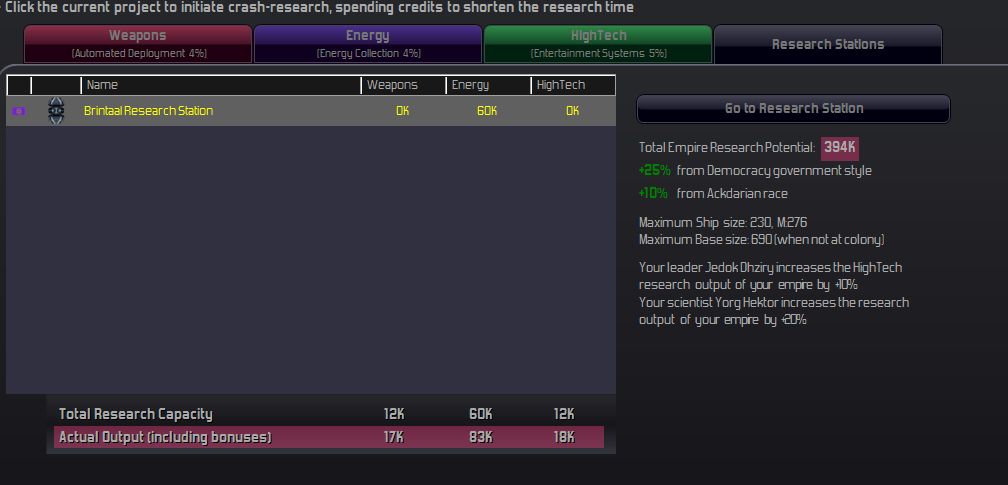 Click the current project to initiate crash-research, spending credits to shorten the research time
Weapons
(Automated Deployment 4%)
Energy
(Energy Collection 4%)
HighTech
(Entertainment Systems 5%)
Research Stations
Name Weapons Energy HighTech
Brintaal Research Station 0K 60K 0K
Go to Research Station
Total Empire Research Potential: 394K
+25% from Democracy government style
+10% from Ackdarian race
Maximum Ship size: 230, M:276
Maximum Base size: 690 (when not at colony)
Your leader Jedok Dhziry increases the HighTech
research output of your empire by +10%
Your scientist Yorg Hektor increases the research
output of your empire by +20%
Total Research Capacity 12K 60K 12K
Actual Output (including bonuses) 17K 83K 18K